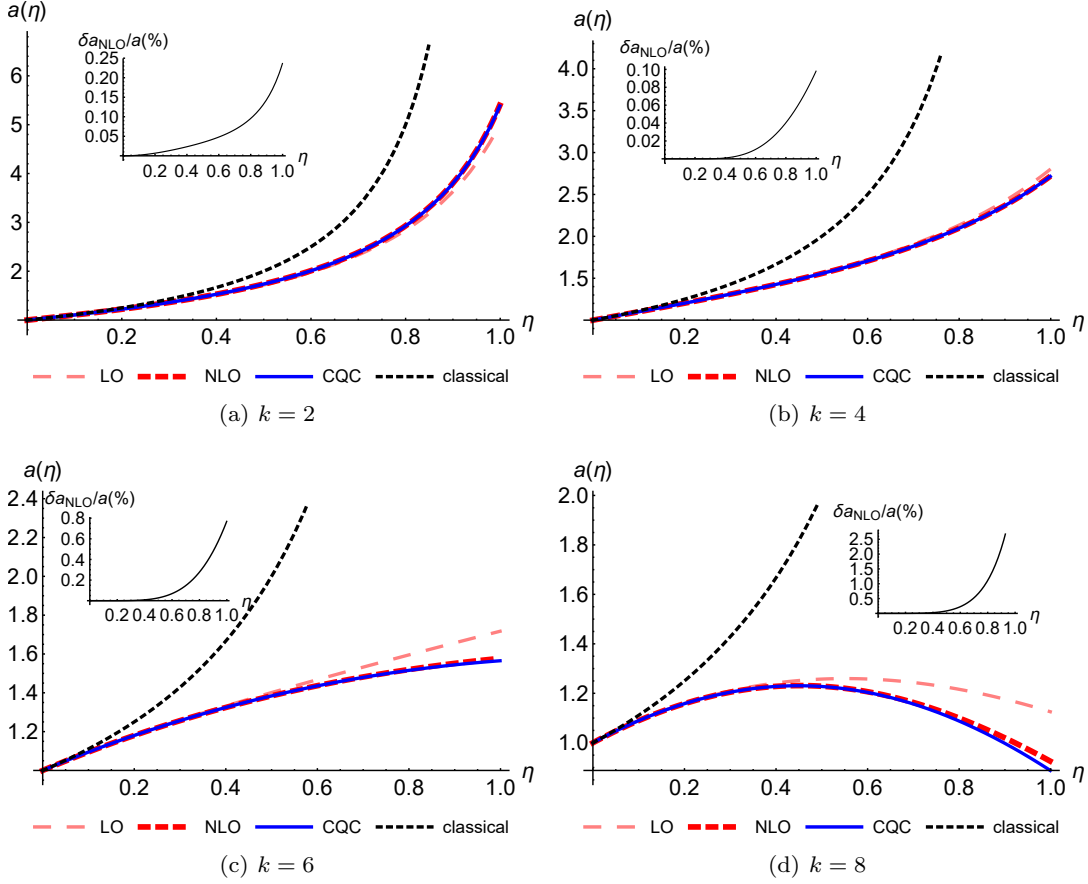 a(η)
δa_NLO/a(%)
0.25
0.20
0.15
0.10
0.05
0.2 0.4 0.6 0.8 1.0 η
6
5
4
3
2
0.2 0.4 0.6 0.8 1.0 η
LO NLO CQC classical
(a) k = 2
a(η)
δa_NLO/a(%)
0.10
0.08
0.06
0.04
0.02
0.2 0.4 0.6 0.8 1.0 η
4.0
3.5
3.0
2.5
2.0
1.5
0.2 0.4 0.6 0.8 1.0 η
LO NLO CQC classical
(b) k = 4
a(η)
δa_NLO/a(%)
0.8
0.6
0.4
0.2
0.2 0.4 0.6 0.8 1.0 η
2.4
2.2
2.0
1.8
1.6
1.4
1.2
0.2 0.4 0.6 0.8 1.0 η
LO NLO CQC classical
(c) k = 6
a(η)
δa_NLO/a(%)
2.5
2.0
1.5
1.0
0.5
0.2 0.4 0.6 0.8 1.0 η
2.0
1.8
1.6
1.4
1.2
1.0
0.2 0.4 0.6 0.8 1.0 η
LO NLO CQC classical
(d) k = 8